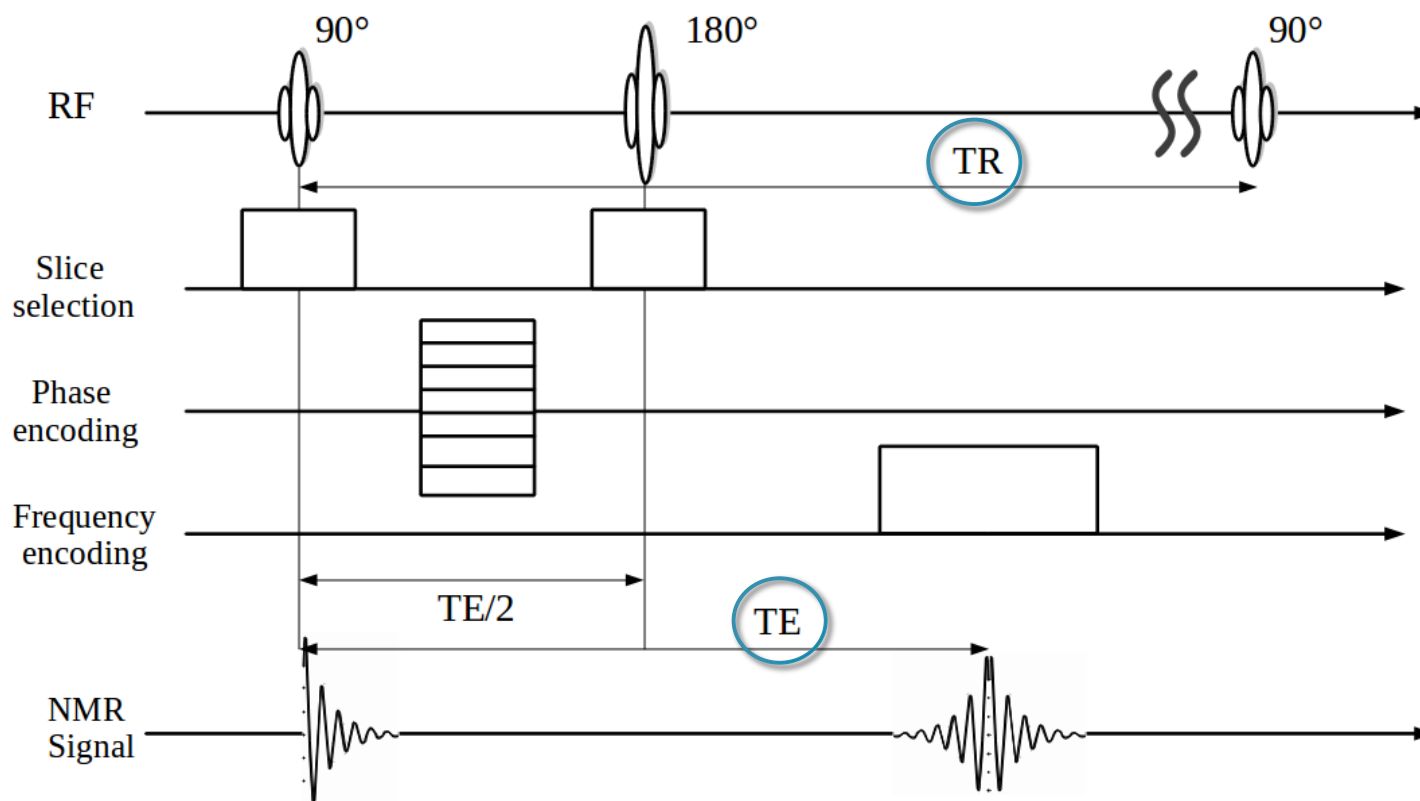 90°
180°
90°
RF
TR
Slice
selection
Phase
encoding
Frequency
encoding
TE/2
TE
NMR
Signal